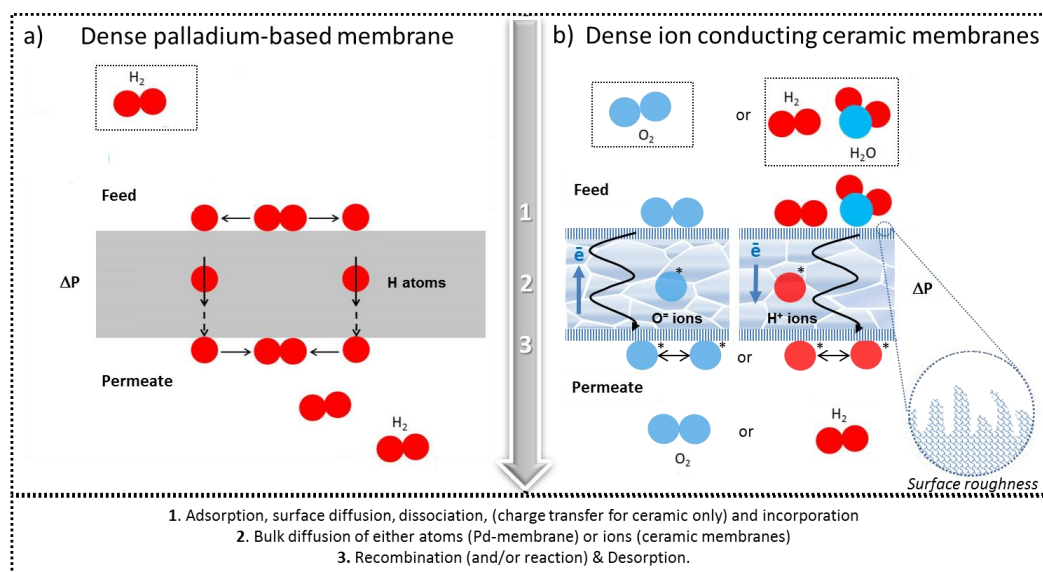 a) Dense palladium-based membrane
H₂
Feed
ΔP
H atoms
Permeate
H₂
1
2
3
b) Dense ion conducting ceramic membranes
O₂
or
H₂
H₂O
Feed
ē
*
O⁼ ions
ē
*
H⁺ ions
ΔP
* * or * *
Permeate
O₂
or
H₂
Surface roughness
1. Adsorption, surface diffusion, dissociation, (charge transfer for ceramic only) and incorporation
2. Bulk diffusion of either atoms (Pd-membrane) or ions (ceramic membranes)
3. Recombination (and/or reaction) & Desorption.